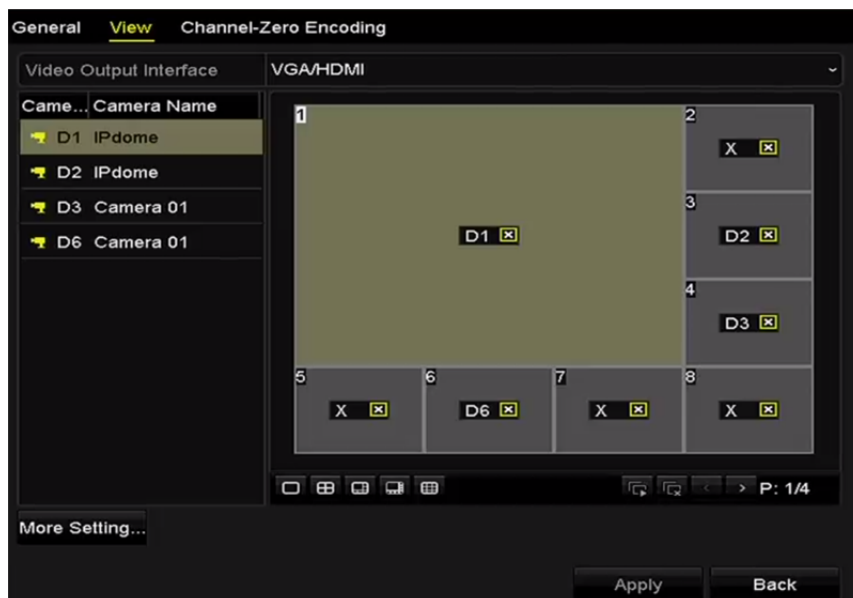 General View Channel-Zero Encoding
Video Output Interface VGA/HDMI
Came... Camera Name
D1 IPdome
D2 IPdome
D3 Camera 01
D6 Camera 01
1 2
X
3
D1 D2
4
D3
5 6 7 8
X D6 X X
P: 1/4
More Setting...
Apply Back